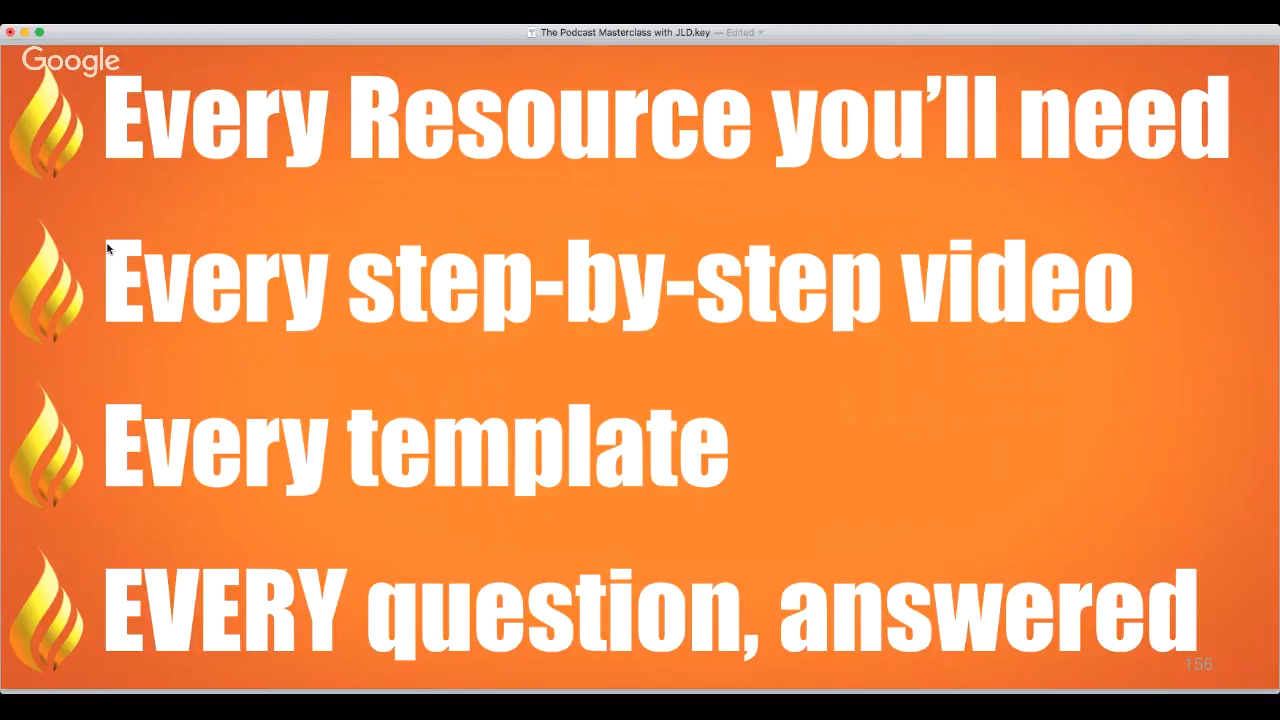 The Podcast Masterclass with JLD.key — Edited
Google
Every Resource you’ll need
Every step-by-step video
Every template
EVERY question, answered
156